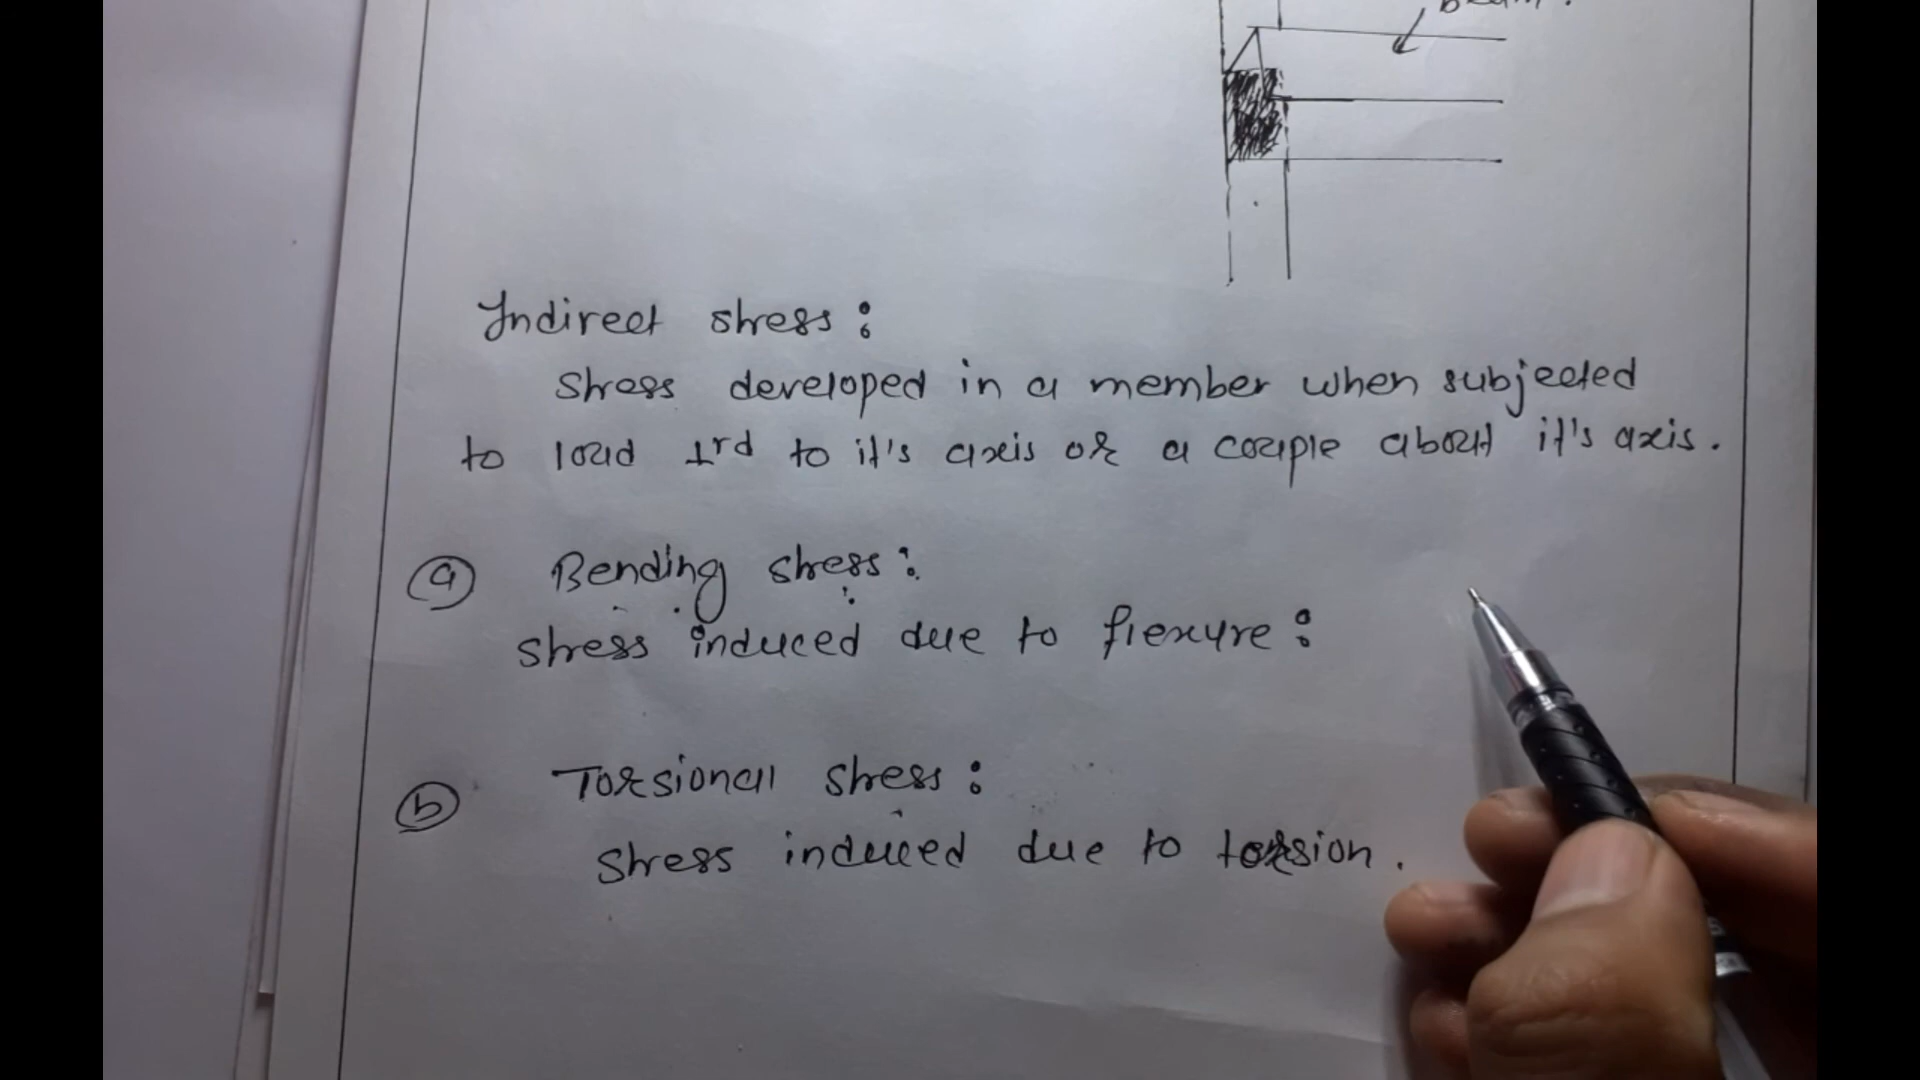 beam.
Indirect stress:
stress developed in a member when subjected
to load ⊥rd to it's axis or a couple about it's axis.
(a) Bending stress:
stress induced due to flexure:
(b) Torsional stress:
stress induced due to torsion.